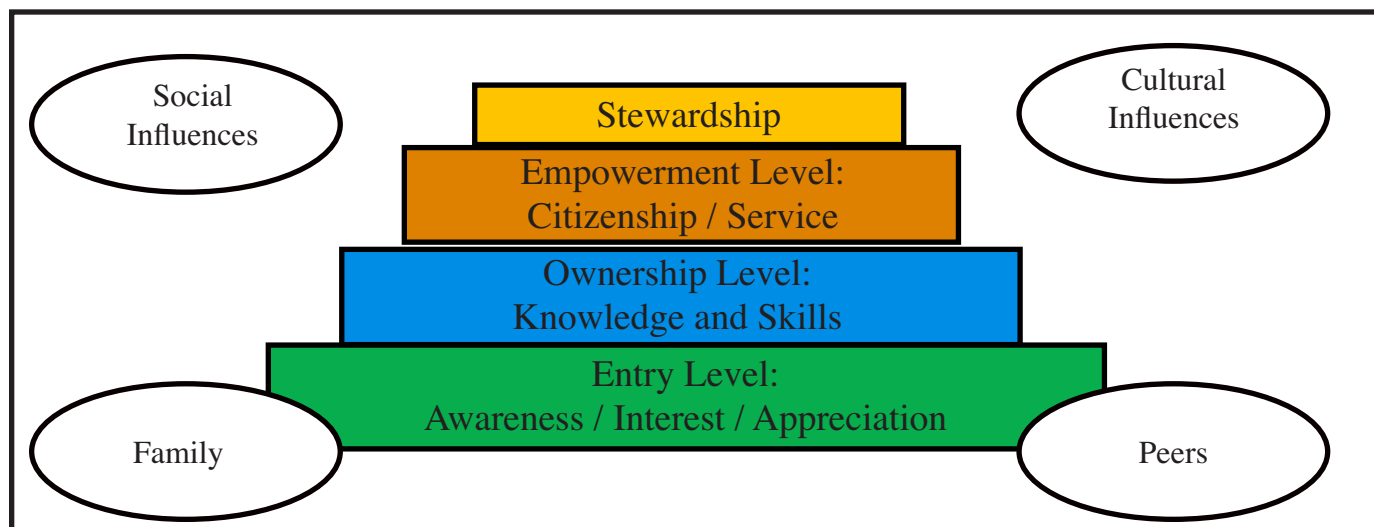 Social
Influences
Cultural
Influences
Stewardship
Empowerment Level:
Citizenship / Service
Ownership Level:
Knowledge and Skills
Entry Level:
Awareness / Interest / Appreciation
Family
Peers